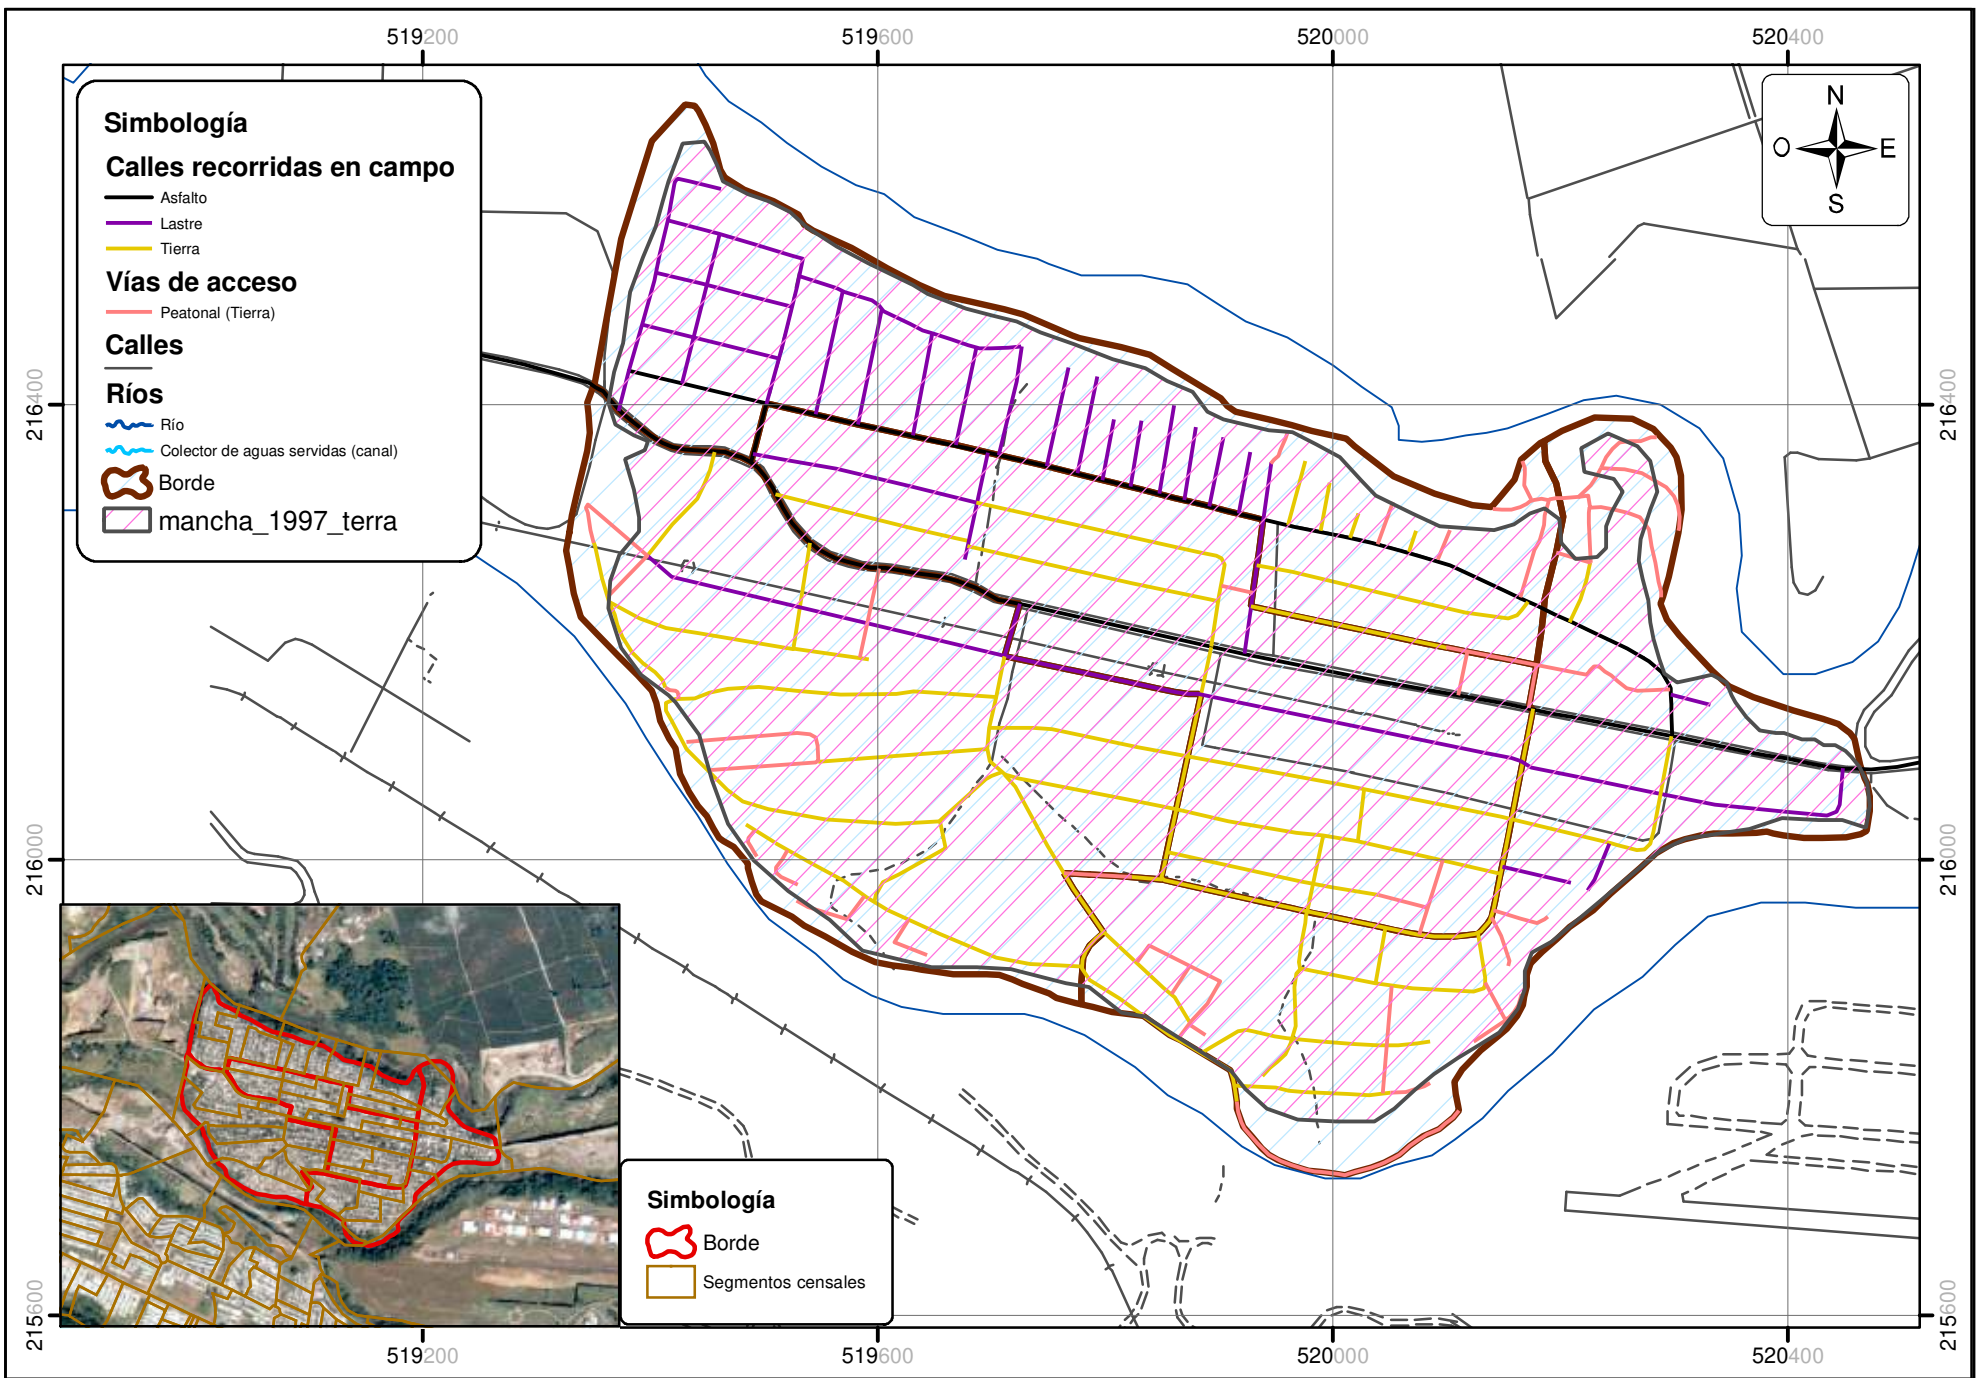 519200 519600 520000 520400
Simbología
Calles recorridas en campo
Asfalto
Lastre
Tierra
Vías de acceso
Peatonal (Tierra)
Calles
Ríos
Río
Colector de aguas servidas (canal)
Borde
mancha_1997_terra
N
O E
S
216400 216400
216000 216000
215600 215600
Simbología
Borde
Segmentos censales
519200 519600 520000 520400